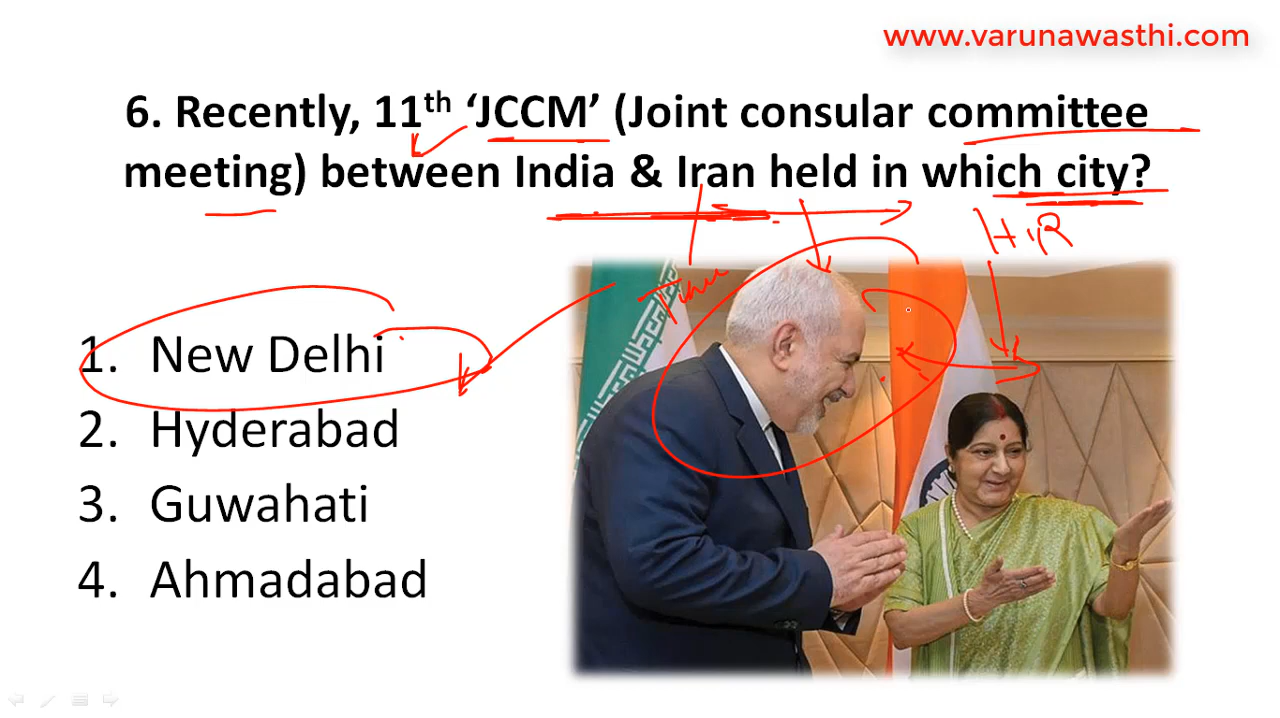 www.varunawasthi.com
6. Recently, 11th ‘JCCM’ (Joint consular committee
meeting) between India & Iran held in which city?
1. New Delhi
2. Hyderabad
3. Guwahati
4. Ahmadabad